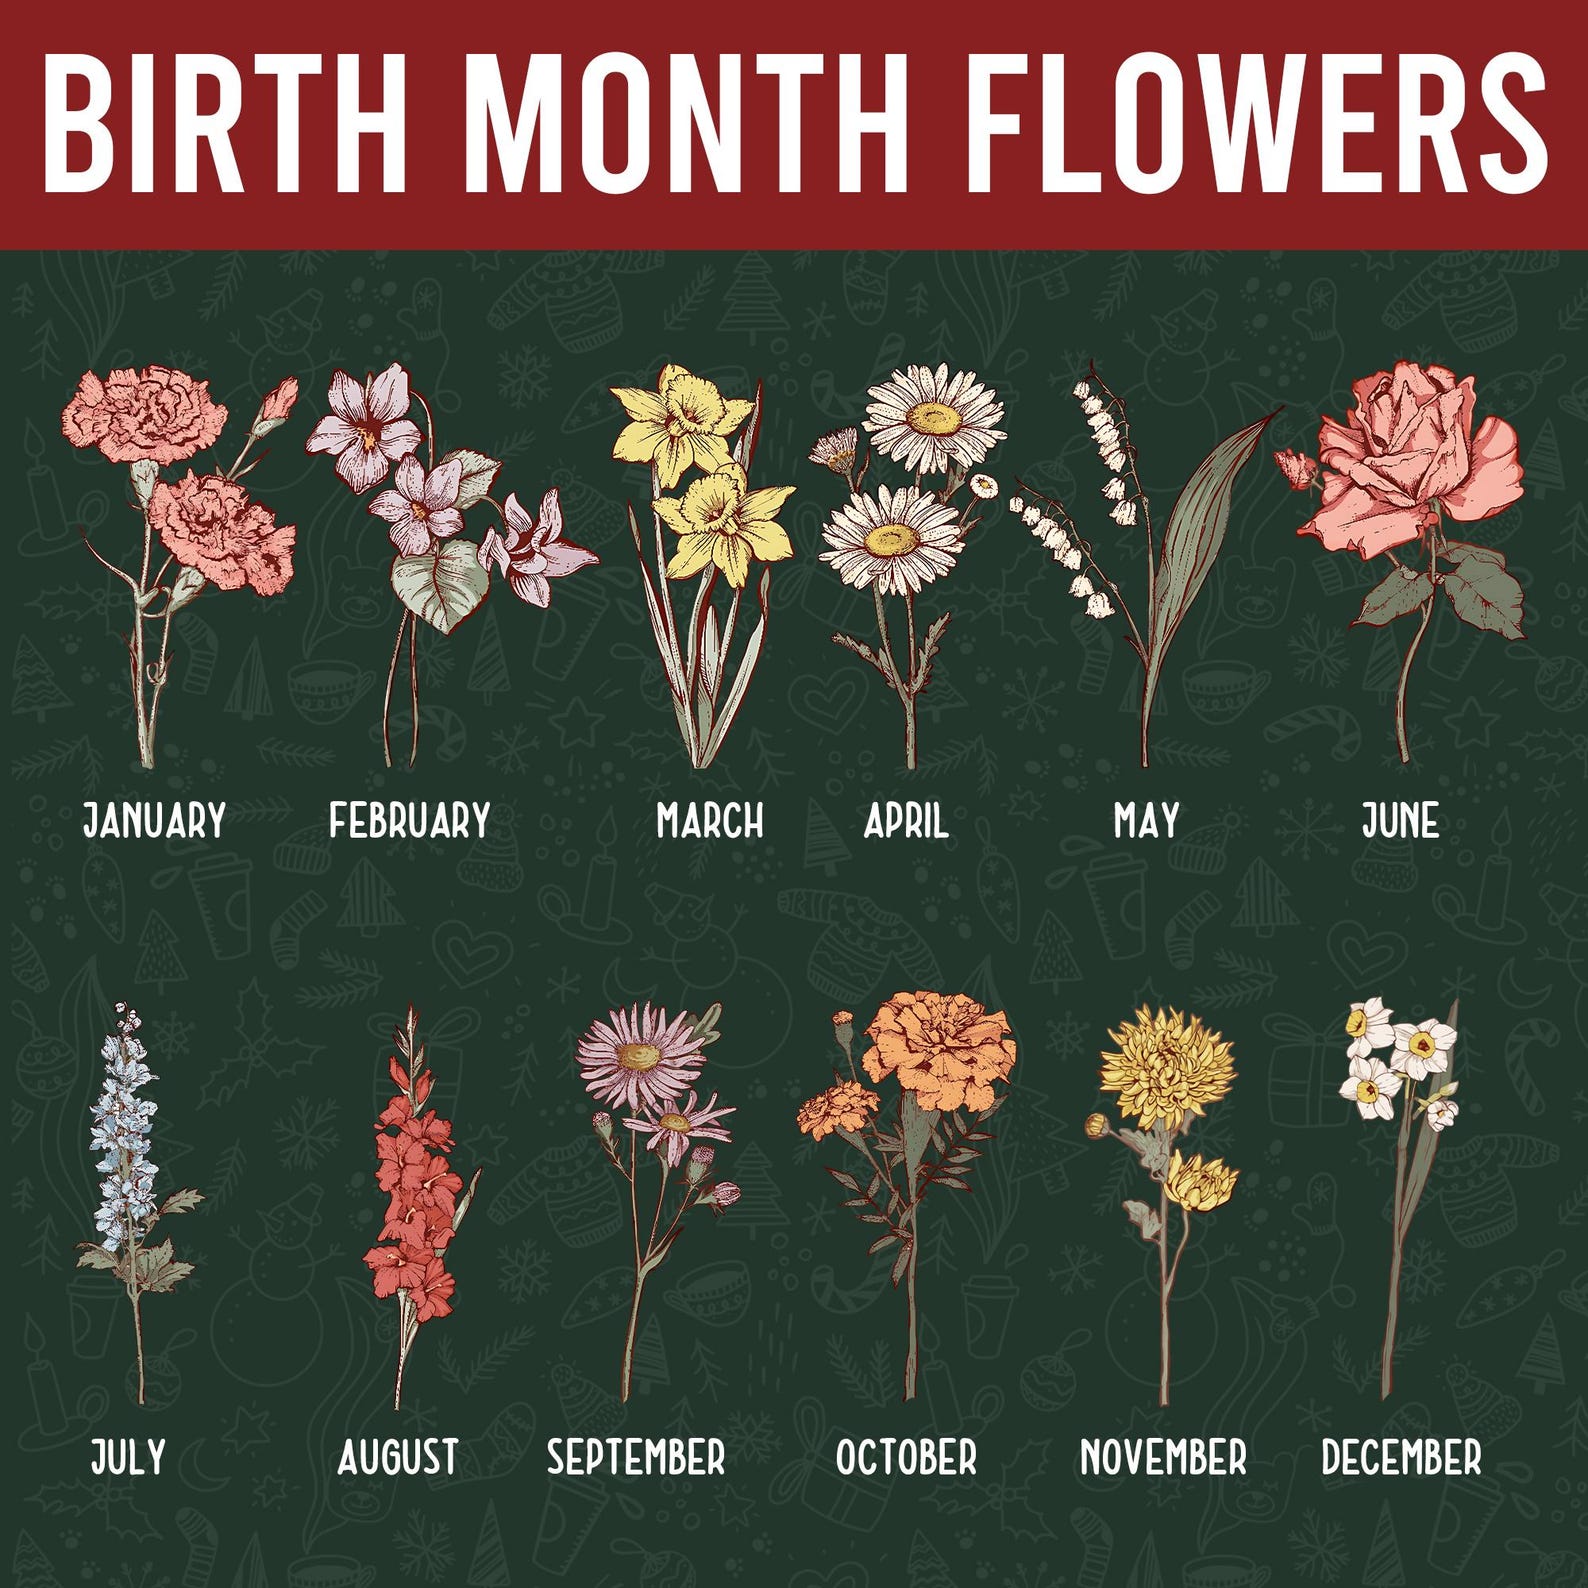 BIRTH MONTH FLOWERS
JANUARY FEBRUARY MARCH APRIL MAY JUNE
JULY AUGUST SEPTEMBER OCTOBER NOVEMBER DECEMBER